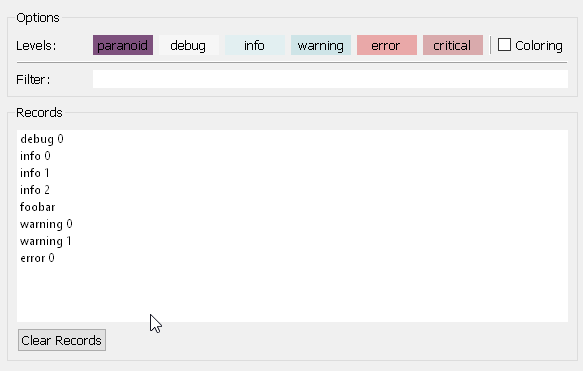 Options
Levels: paranoid debug info warning error critical Coloring
Filter:
Records
debug 0
info 0
info 1
info 2
foobar
warning 0
warning 1
error 0
Clear Records